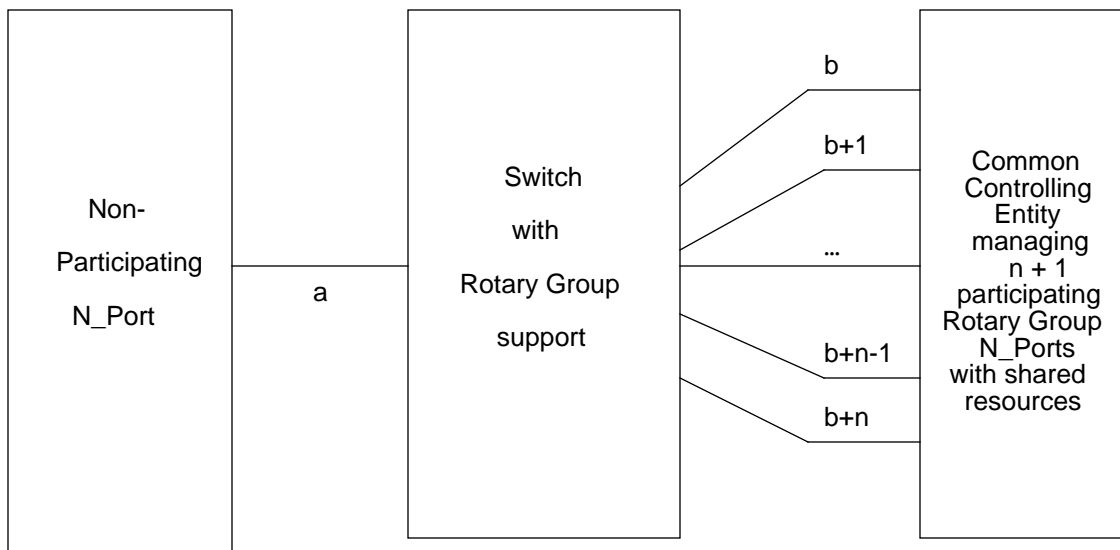 Non-
Participating
N_Port
a
Switch
with
Rotary Group
support
b
b+1
...
b+n-1
b+n
Common
Controlling
Entity
managing
n + 1
participating
Rotary Group
N_Ports
with shared
resources